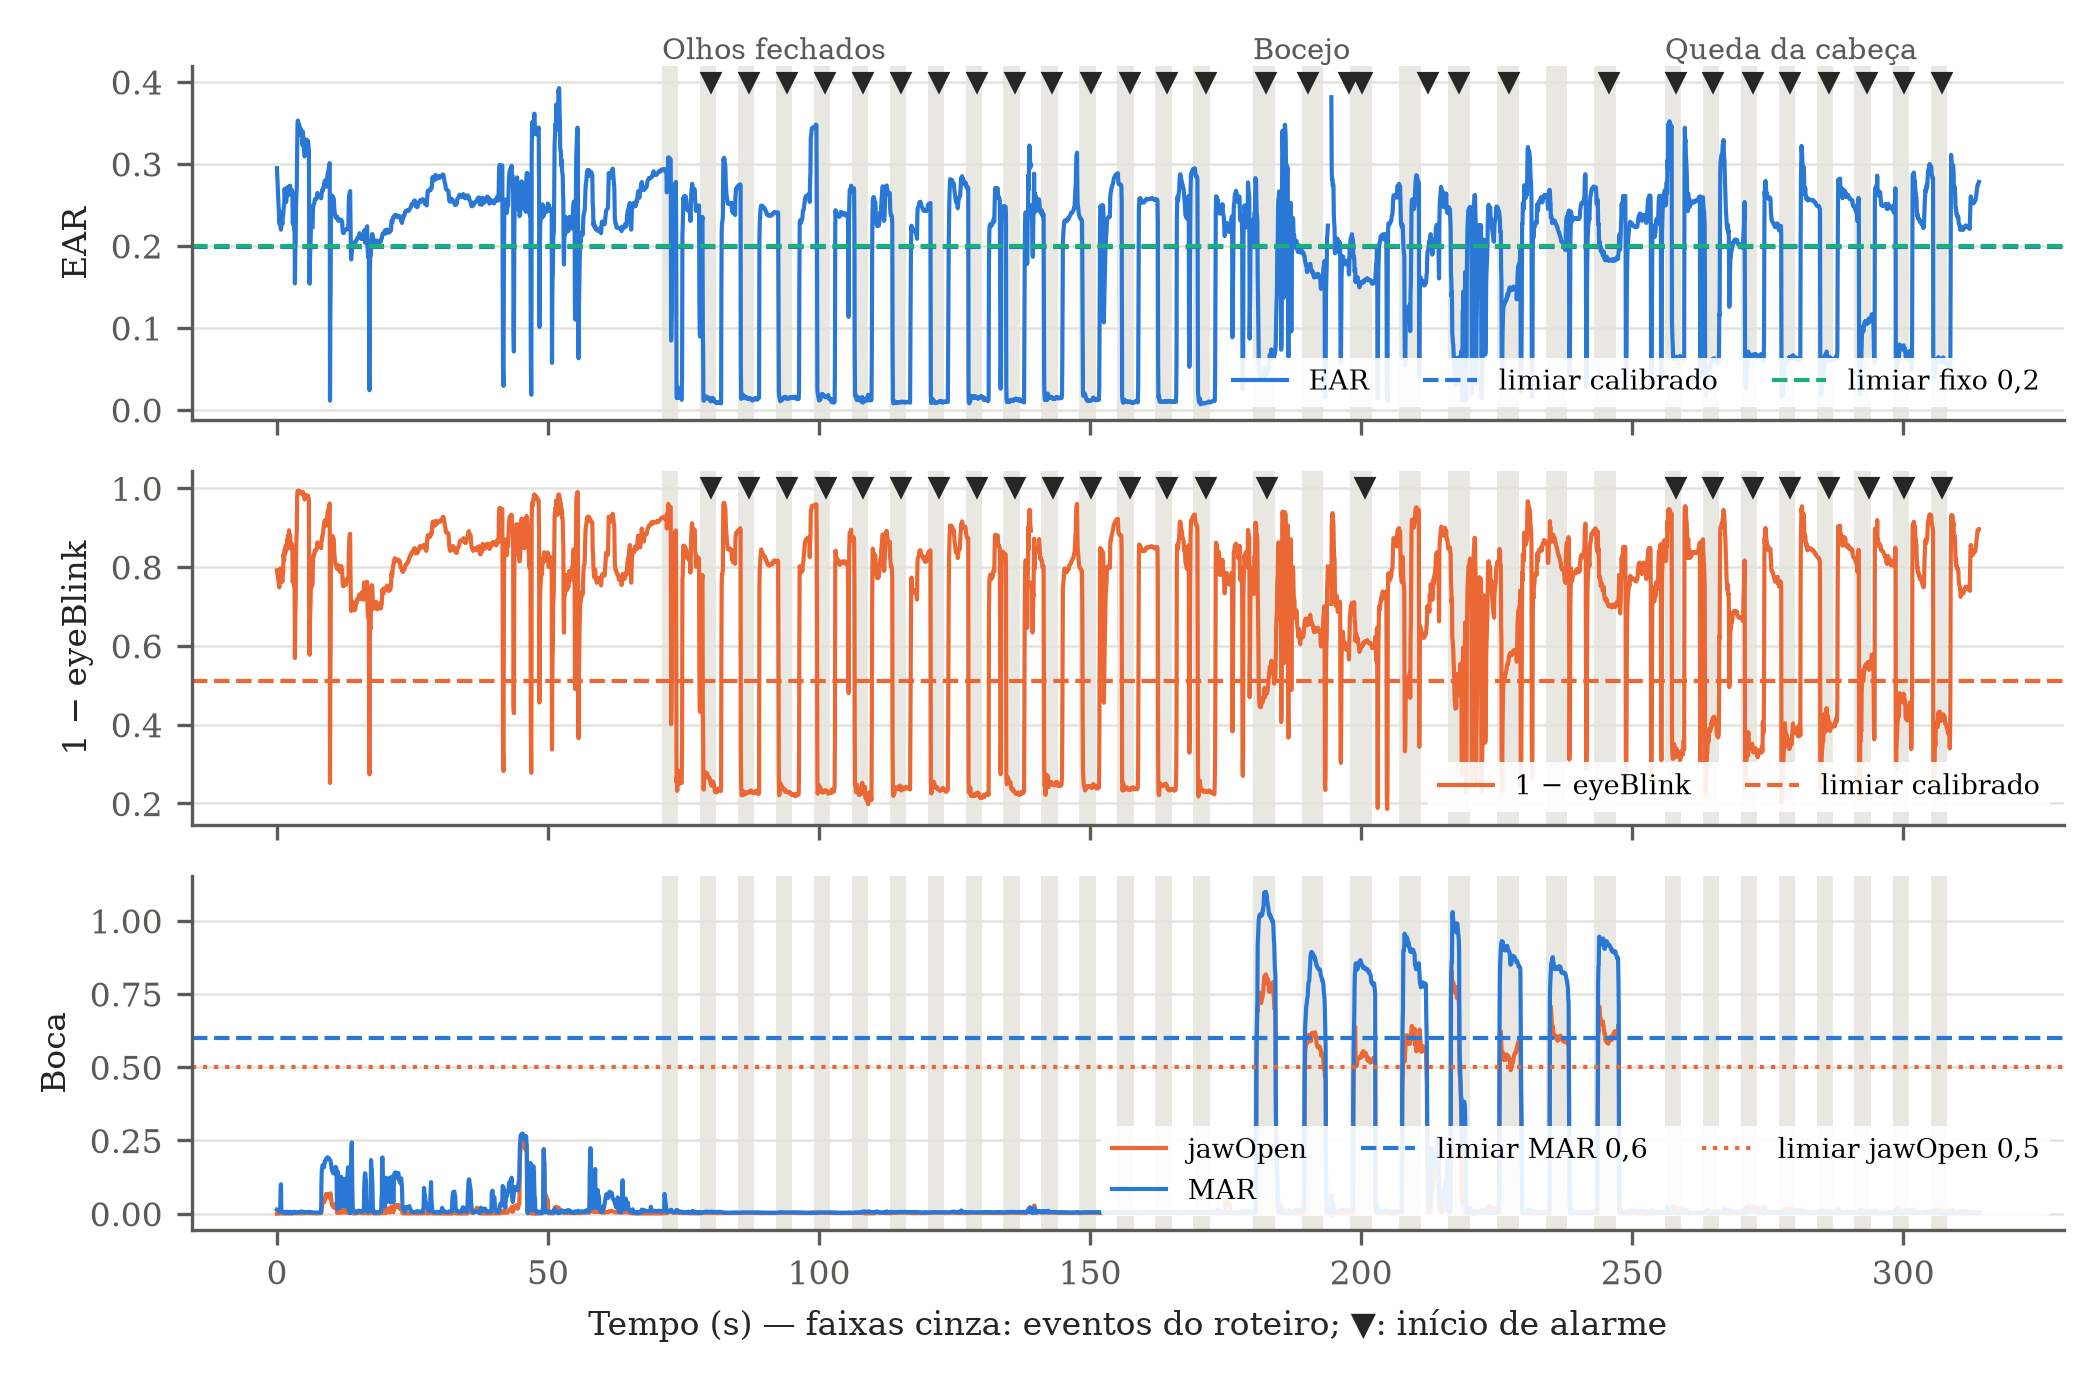 Olhos fechados Bocejo Queda da cabeça
0.4
0.3
0.2
0.1
0.0
EAR
EAR limiar calibrado limiar fixo 0,2
1.0
0.8
0.6
0.4
0.2
1 − eyeBlink
1 − eyeBlink limiar calibrado
1.00
0.75
0.50
0.25
0.00
Boca
jawOpen limiar MAR 0,6 limiar jawOpen 0,5
MAR
0 50 100 150 200 250 300
Tempo (s) — faixas cinza: eventos do roteiro; ▼: início de alarme